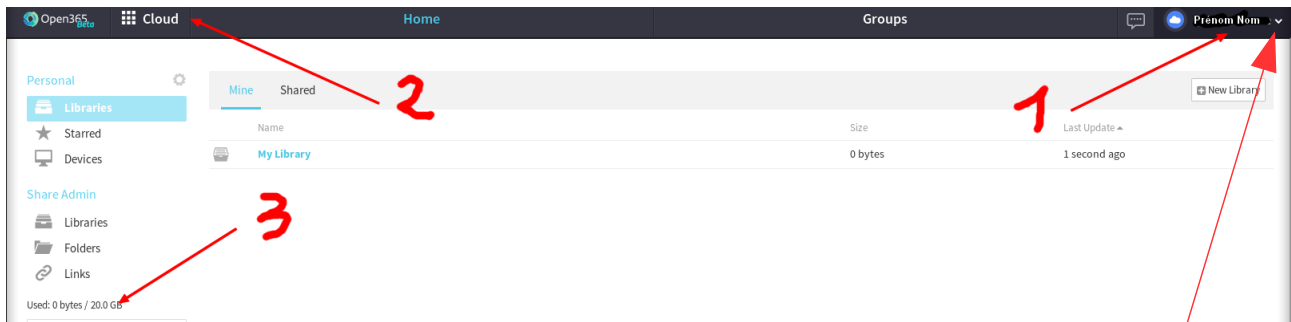 Open365 Beta Cloud Home Groups Prénom Nom
Personal
Mine Shared New Library
Libraries
Name Size Last Update
Starred
My Library 0 bytes 1 second ago
Devices
Share Admin
Libraries
Folders
Links
Used: 0 bytes / 20.0 GB
1
2
3